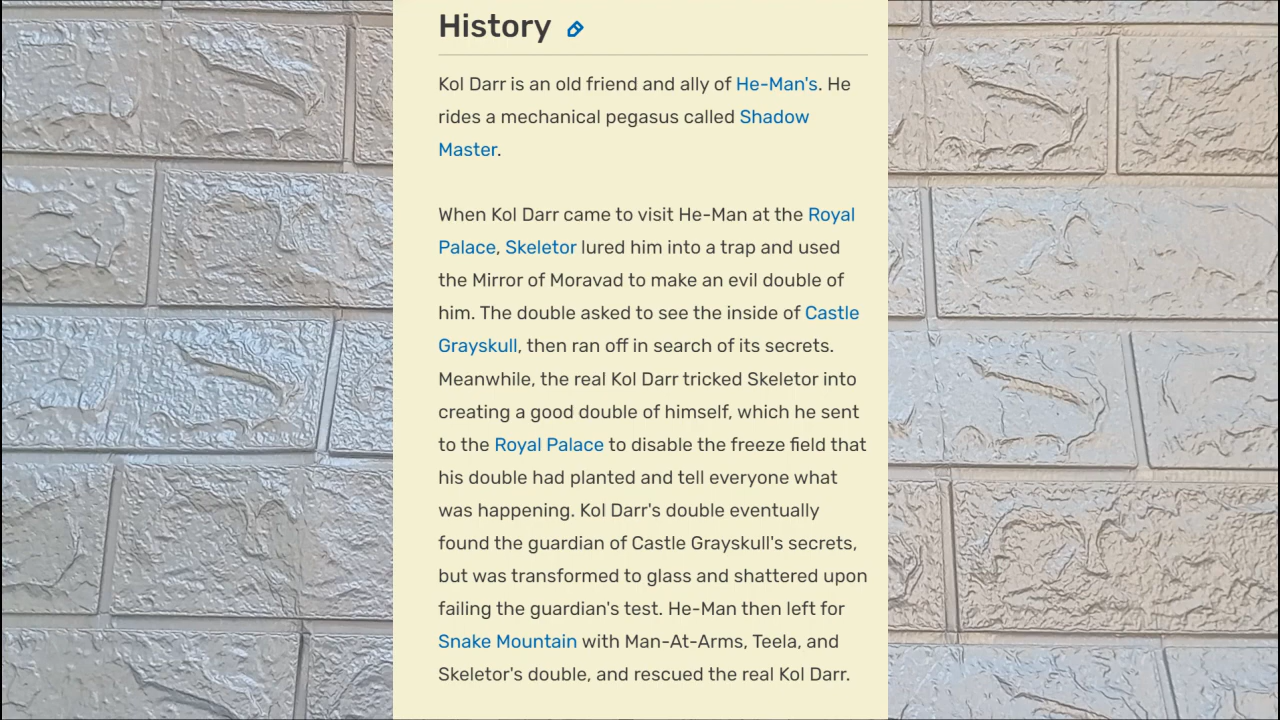 History
Kol Darr is an old friend and ally of He-Man's. He
rides a mechanical pegasus called Shadow
Master.
When Kol Darr came to visit He-Man at the Royal
Palace, Skeletor lured him into a trap and used
the Mirror of Moravad to make an evil double of
him. The double asked to see the inside of Castle
Grayskull, then ran off in search of its secrets.
Meanwhile, the real Kol Darr tricked Skeletor into
creating a good double of himself, which he sent
to the Royal Palace to disable the freeze field that
his double had planted and tell everyone what
was happening. Kol Darr's double eventually
found the guardian of Castle Grayskull's secrets,
but was transformed to glass and shattered upon
failing the guardian's test. He-Man then left for
Snake Mountain with Man-At-Arms, Teela, and
Skeletor's double, and rescued the real Kol Darr.